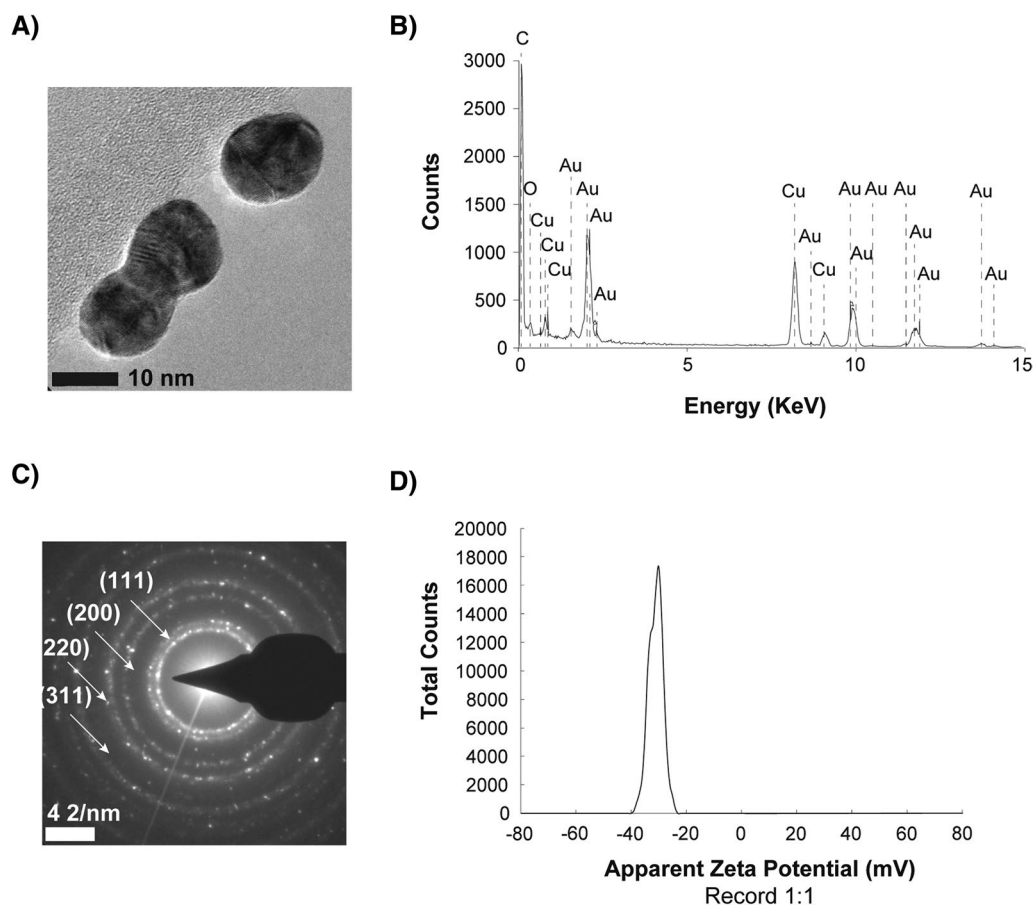 A)
10 nm
B)
C
3000
2500
2000
1500
1000
500
0
Counts
O
Cu
Cu
Cu
Au
Au
Au
Au
Cu
Au
Cu
Au
Au
Au
Au
Au
Au
Au
Au
0
5
10
15
Energy (KeV)
C)
(111)
(200)
220)
(311)
4 2/nm
D)
20000
18000
16000
14000
12000
10000
8000
6000
4000
2000
0
Total Counts
-80
-60
-40
-20
0
20
40
60
80
Apparent Zeta Potential (mV)
Record 1:1